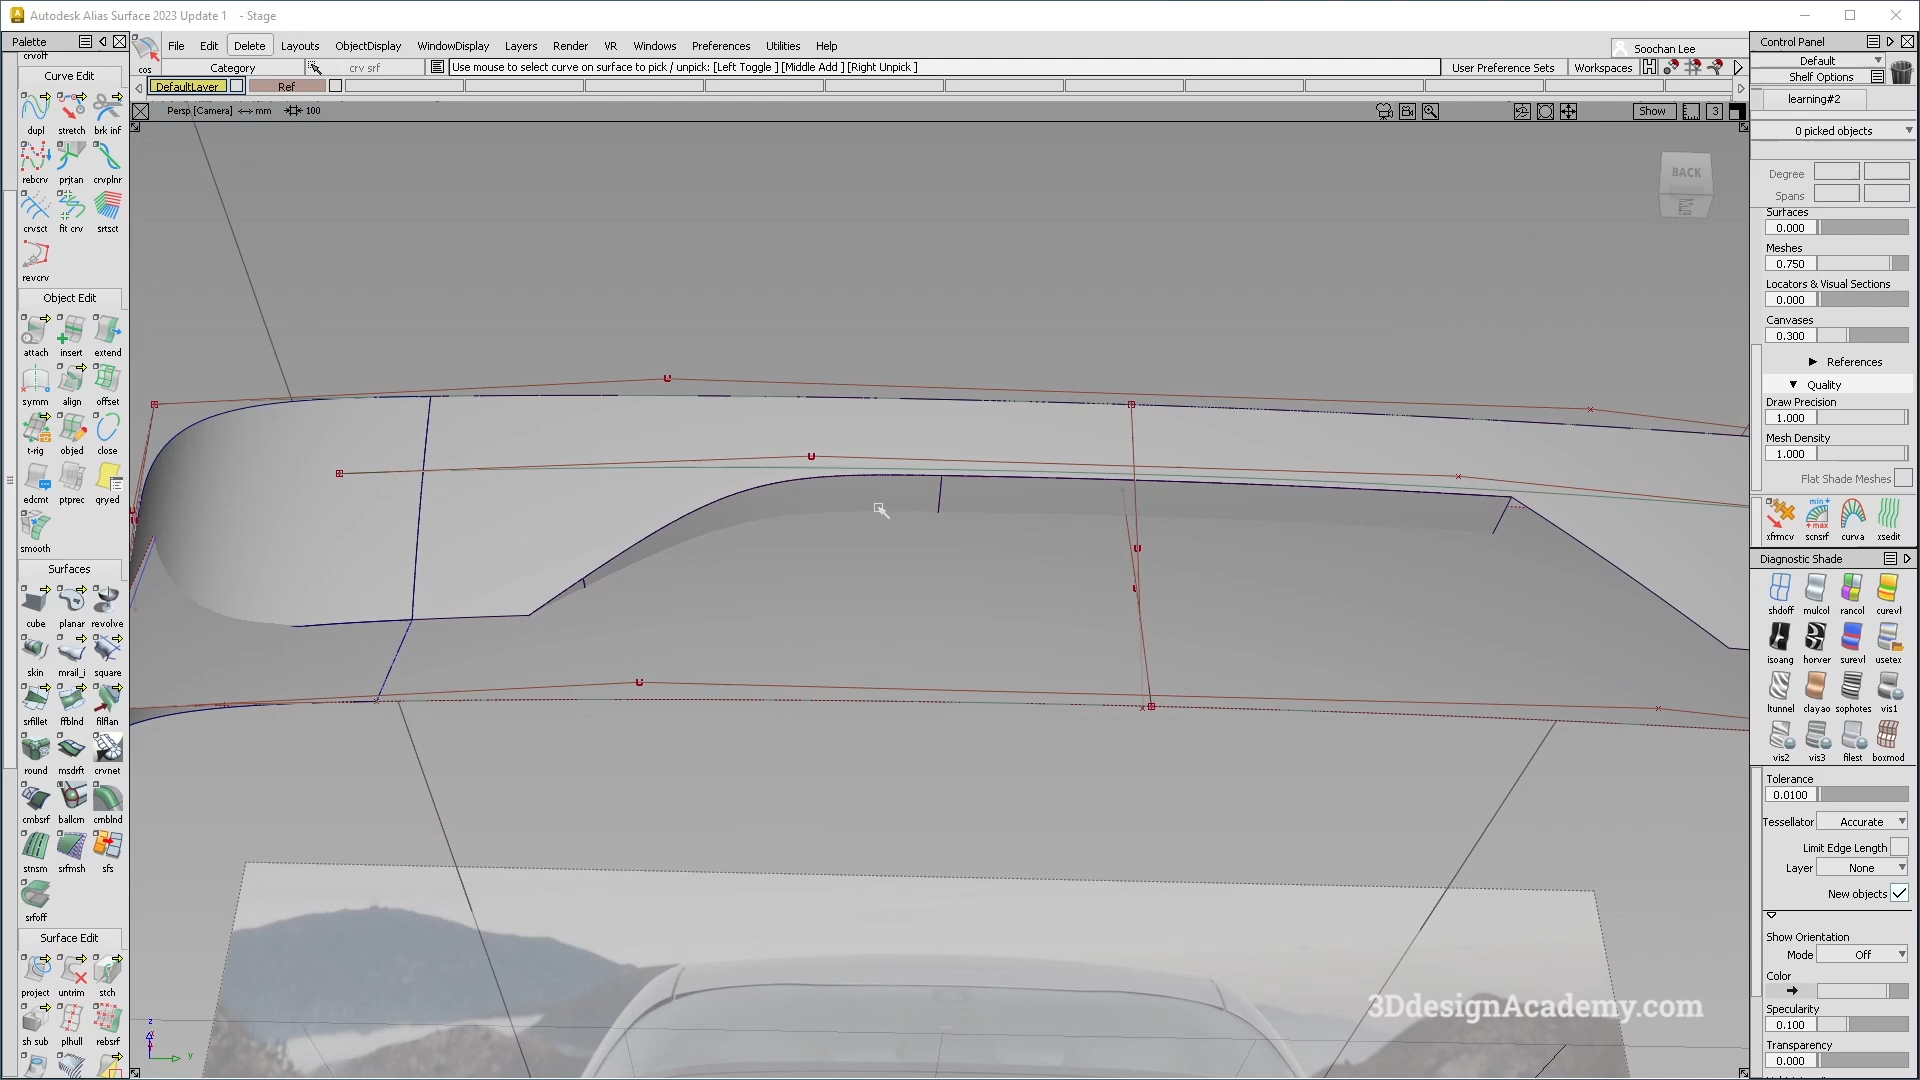 Autodesk Alias Surface 2023 Update 1    - Stage
Palette
crvoff
Curve Edit
dupl stretch brk inf
rebcrv prjtan crvplnr
crvsct fit crv srtsct
revcrv
Object Edit
attach insert extend
symm align offset
t-rig objed close
edcmt ptprec qryed
smooth
Surfaces
cube planar revolve
skin mrail_i square
srfillet ffblnd filflan
round msdrft crvnet
cmbsrf ballcrn crnblnd
stnsm srfmsh sfs
srfoff
Surface Edit
project untrim stch
sh sub plhull rebsrf
cos
File Edit Delete Layouts ObjectDisplay WindowDisplay Layers Render VR Windows Preferences Utilities Help
Soochan Lee
Category crv srf Use mouse to select curve on surface to pick / unpick: [Left Toggle ] [Middle Add ] [Right Unpick ] User Preference Sets Workspaces
DefaultLayer Ref
Persp [Camera] mm 100 Show 3
BACK
z
y
3DdesignAcademy.com
Control Panel
Default
Shelf Options
learning#2
0 picked objects
Degree
Spans
Surfaces
0.000
Meshes
0.750
Locators & Visual Sections
0.000
Canvases
0.300
References
Quality
Draw Precision
1.000
Mesh Density
1.000
Flat Shade Meshes
min
max
xfrmcv scnsrf curva xsedit
Diagnostic Shade
shdoff mulcol rancol curevl
isoang horver surevl usetex
ltunnel clayao sophotes vis1
vis2 vis3 filest boxmod
Tolerance
0.0100
Tessellator Accurate
Limit Edge Length
Layer None
New objects
Show Orientation
Mode Off
Color
Specularity
0.100
Transparency
0.000